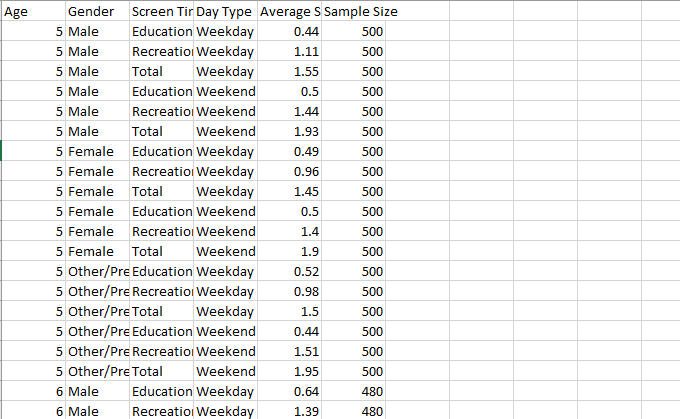 Age Gender Screen Tir Day Type Average S Sample Size
5 Male Education Weekday 0.44 500
5 Male Recreatio Weekday 1.11 500
5 Male Total Weekday 1.55 500
5 Male Education Weekend 0.5 500
5 Male Recreatio Weekend 1.44 500
5 Male Total Weekend 1.93 500
5 Female Education Weekday 0.49 500
5 Female Recreatio Weekday 0.96 500
5 Female Total Weekday 1.45 500
5 Female Education Weekend 0.5 500
5 Female Recreatio Weekend 1.4 500
5 Female Total Weekend 1.9 500
5 Other/Pre Education Weekday 0.52 500
5 Other/Pre Recreatio Weekday 0.98 500
5 Other/Pre Total Weekday 1.5 500
5 Other/Pre Education Weekend 0.44 500
5 Other/Pre Recreatio Weekend 1.51 500
5 Other/Pre Total Weekend 1.95 500
6 Male Education Weekday 0.64 480
6 Male Recreatio Weekday 1.39 480